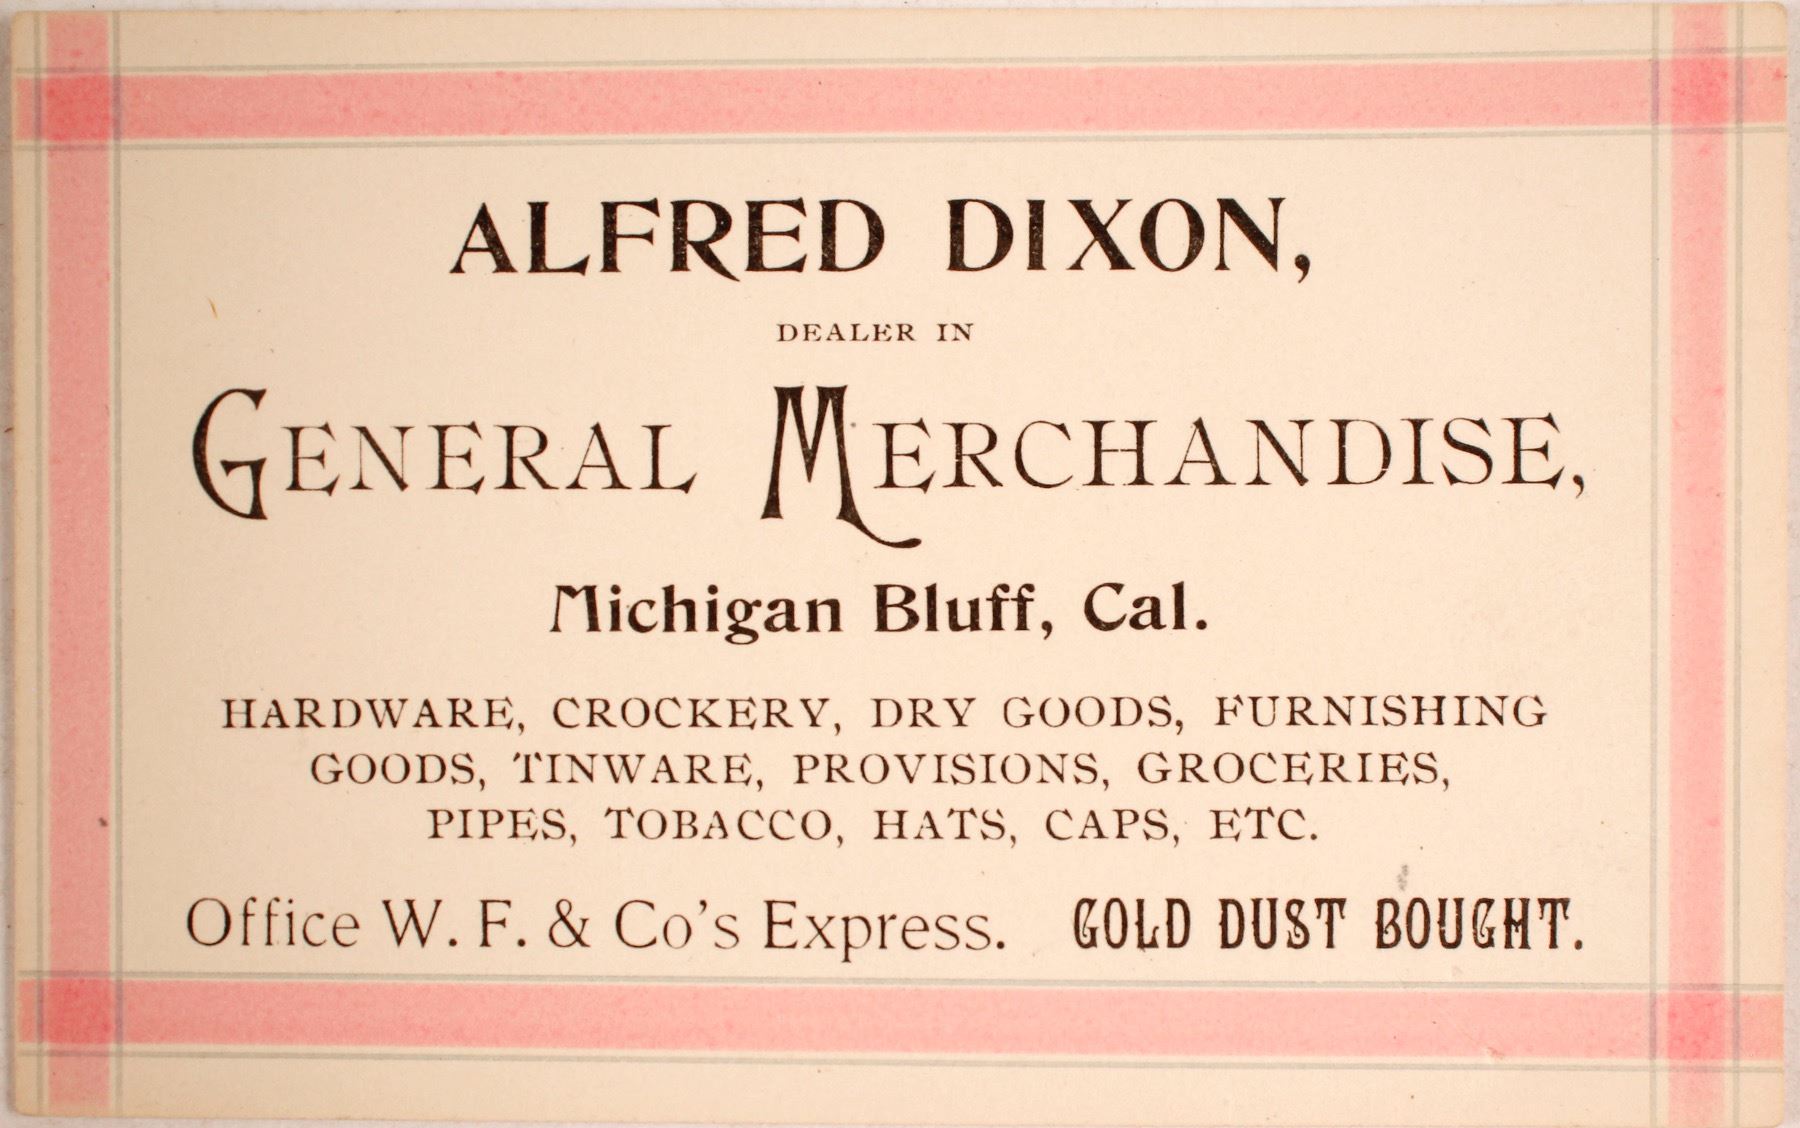 ALFRED DIXON,
DEALER IN
GENERAL MERCHANDISE,
Michigan Bluff, Cal.
HARDWARE, CROCKERY, DRY GOODS, FURNISHING
GOODS, TINWARE, PROVISIONS, GROCERIES,
PIPES, TOBACCO, HATS, CAPS, ETC.
Office W. F. & Co's Express. GOLD DUST BOUGHT.